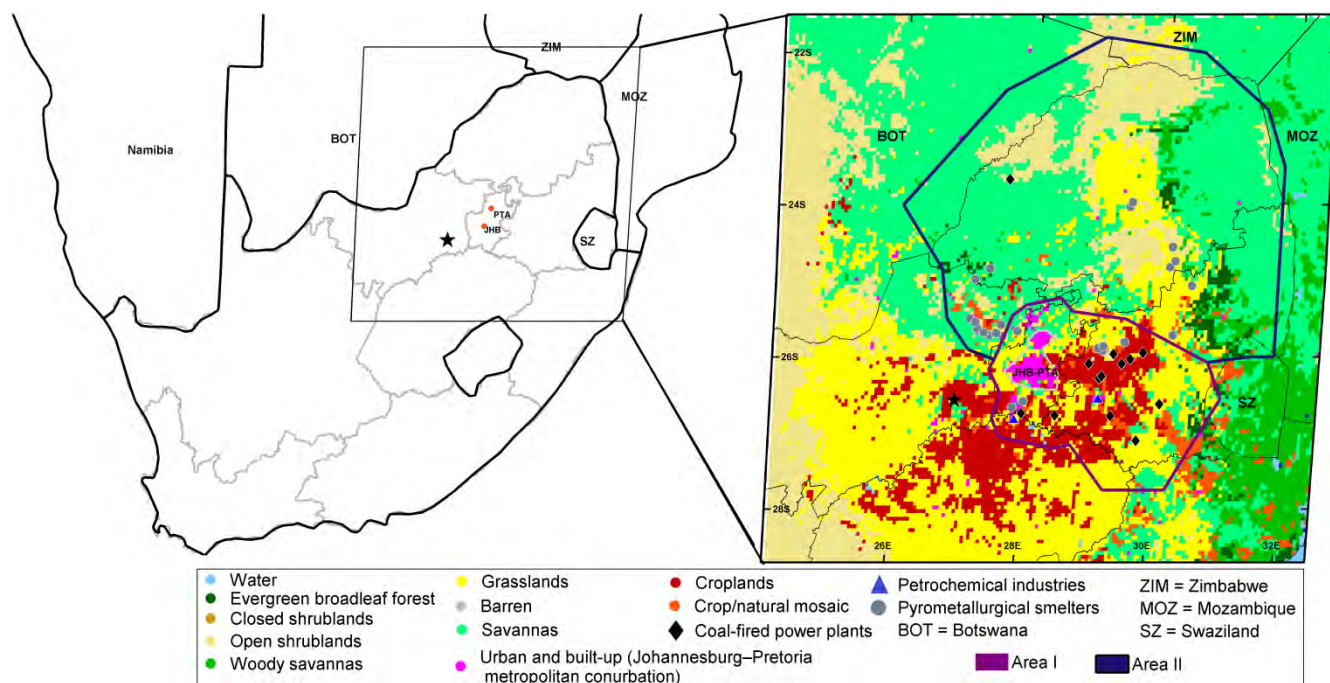 ZIM
MOZ
BOT
Namibia
PTA
JHB
SZ
22S
ZIM
BOT
MOZ
24S
26S
JHB-PTA
SZ
28S
26E
28E
30E
32E
Water
Evergreen broadleaf forest
Closed shrublands
Open shrublands
Woody savannas
Grasslands
Barren
Savannas
Urban and built-up (Johannesburg–Pretoria
metropolitan conurbation)
Croplands
Crop/natural mosaic
Coal-fired power plants
Petrochemical industries
Pyrometallurgical smelters
BOT = Botswana
ZIM = Zimbabwe
MOZ = Mozambique
SZ = Swaziland
Area I
Area II